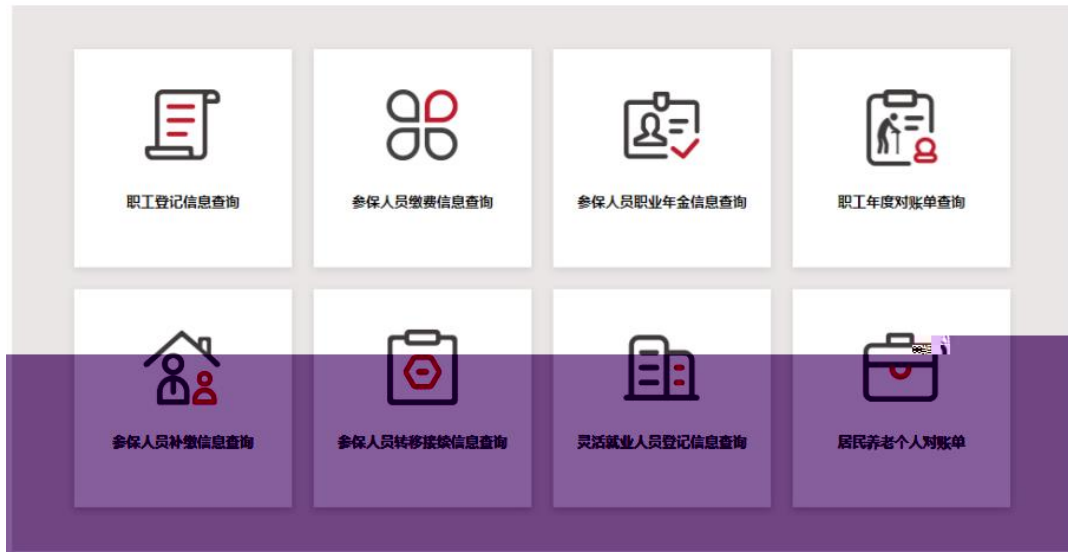 职工登记信息查询
参保人员缴费信息查询
参保人员职业年金信息查询
职工年度对账单查询
参保人员补缴信息查询
参保人员转移接续信息查询
灵活就业人员登记信息查询
居民养老个人对账单